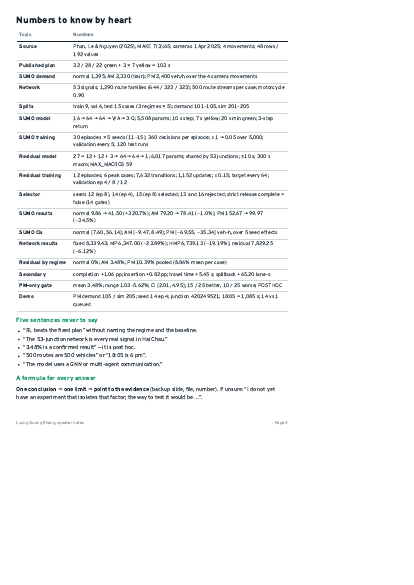 Numbers to know by heart
Topic Numbers
Source Phan, Le & Nguyen (2025), MAKE 7(3):65; cameras 1 Apr 2025; 4 movements; 48 rows /
192 values
Published plan 32 / 28 / 22 green + 3 × 7 yellow = 103 s
SUMO demand normal 1,395; AM 2,330 (train); PM 2,400 veh/h over the 4 camera movements
Network 53 signals; 1,290 route families (644 / 323 / 323); 500 route streams per case; motorcycle
0.90
Splits train 9, val 6, test 15 cases (3 regimes × 5); demand 101-105, sim 201-205
SUMO model 16 → 64 → 64 → V/A → 3 Q; 5,508 params; 10 s step; 7 s yellow; 20 s min green; 3-step
return
SUMO training 30 episodes × 5 seeds (11-15); 360 decisions per episode; ε 1 → 0.05 over 5,000;
validation every 5; 120 test runs
Residual model 27 = 12 + 12 + 3 → 64 → 64 → 1; 6,017 params; shared by 53 junctions; ±10 s; 300 s
macro; MAX_MACROS 59
Residual training 12 episodes; 6 peak cases; 7,632 transitions; 1,152 updates; ε 0.15; target every 64;
validation ep 4 / 8 / 12
Selector seeds 12 (ep 8), 14 (ep 4), 15 (ep 8) selected; 13 and 16 rejected; strict release complete =
false (14 gates)
SUMO results normal 9.86 → 41.50 (+320.7%); AM 79.20 → 78.41 (−1.0%); PM 152.67 → 99.97
(−34.5%)
SUMO CIs normal [7.60, 56.14]; AM [−9.47, 8.49]; PM [−69.55, −35.34] veh-h, over 5 seed effects
Network results fixed 8,339.43; NP 6,347.00 (−23.89%); HMP 6,739.13 (−19.19%); residual 7,829.25
(−6.12%)
Residual by regime normal 0%; AM 3.48%; PM 10.39% pooled (8.86% mean per case)
Secondary completion +1.06 pp; insertion +0.82 pp; travel time +5.45 s; spillback +65.20 lane-s
PM-only gate mean 3.48%; range 1.03-5.62%; CI [2.01, 4.95]; 15 / 25 better, 10 / 25 worse; POST HOC
Demo PM demand 105 / sim 205; seed 14 ep 4; junction 420249521; 18:05 → 1,085 s; 14 vs 1
queued
Five sentences never to say
• "RL beats the fixed plan" without naming the regime and the baseline.
• "The 53-junction network is every real signal in Hai Chau."
• "3.48% is a confirmed result" – it is post hoc.
• "500 routes are 500 vehicles" or "18:05 is 6 pm".
• "The model uses a GNN or multi-agent communication."
A formula for every answer
One conclusion → one limit → point to the evidence (backup slide, file, number). If unsure: "I do not yet
have an experiment that isolates that factor; the way to test it would be ...".
Page 2